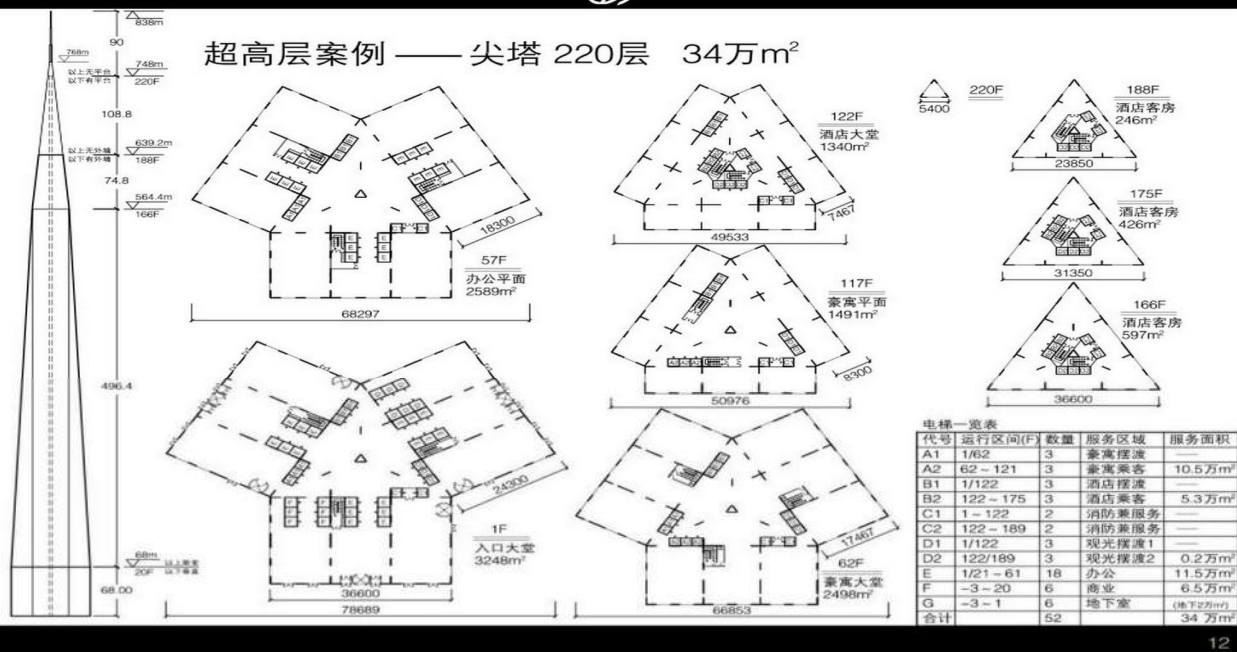 超高层案例 —— 尖塔 220层 34万m²
838m
90
768m
748m
以上无平台
以下有平台
220F
108.8
639.2m
以上无外墙
以下有外墙
188F
74.8
564.4m
166F
496.4
68m
20F
68.00
18300
57F
办公平面
2589m²
68297
24300
1F
入口大堂
3248m²
36600
78689
122F
酒店大堂
1340m²
7467
49533
117F
豪寓平面
1491m²
8300
50976
17467
62F
豪寓大堂
2498m²
66853
220F
5400
188F
酒店客房
246m²
23850
175F
酒店客房
426m²
31350
166F
酒店客房
597m²
36600
电梯一览表
代号 运行区间(F) 数量 服务区域 服务面积
A1 1/62 3 豪寓摆渡 ——
A2 62~121 3 豪寓乘客 10.5万m²
B1 1/122 3 酒店摆渡 ——
B2 122~175 3 酒店乘客 5.3万m²
C1 1~122 2 消防兼服务 ——
C2 122~189 2 消防兼服务 ——
D1 1/122 3 观光摆渡1 ——
D2 122/189 3 观光摆渡2 0.2万m²
E 1/21~61 18 办公 11.5万m²
F -3~20 6 商业 6.5万m²
G -3~1 6 地下室 (地下2万m²)
合计 52 34 万m²
12